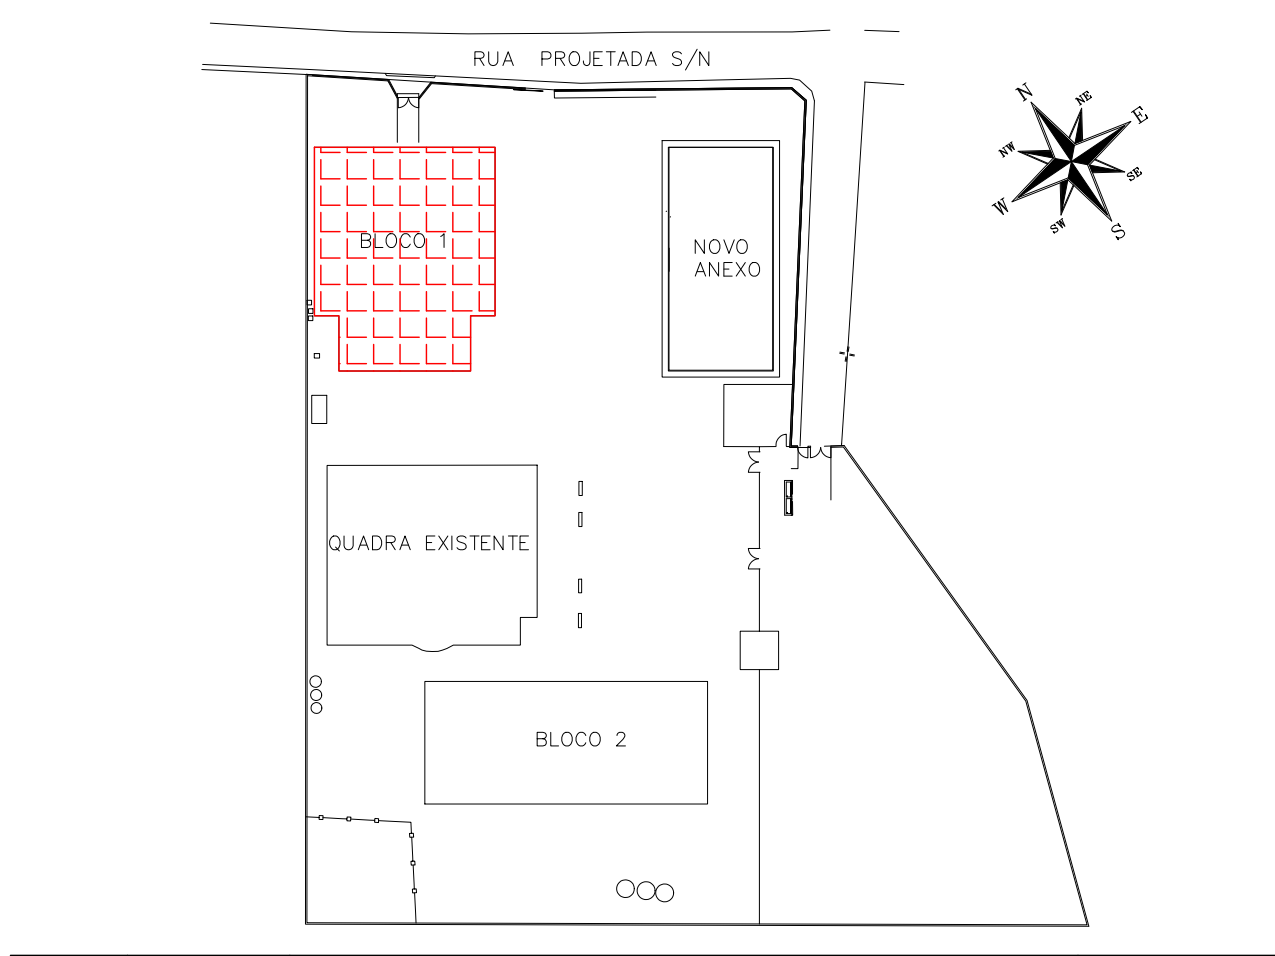 RUA PROJETADA S/N
N
NE
E
NW
SE
W
SW
S
BLOCO 1
NOVO
ANEXO
QUADRA EXISTENTE
BLOCO 2